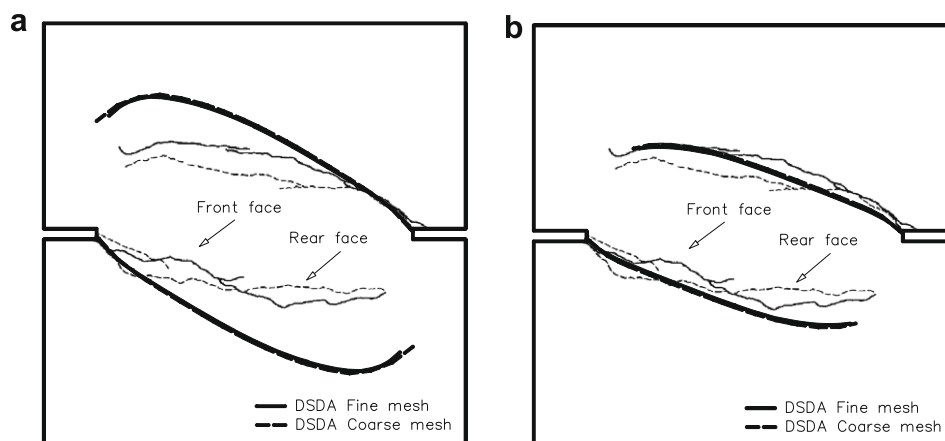 a
Front face
Rear face
DSDA Fine mesh
DSDA Coarse mesh
b
Front face
Rear face
DSDA Fine mesh
DSDA Coarse mesh